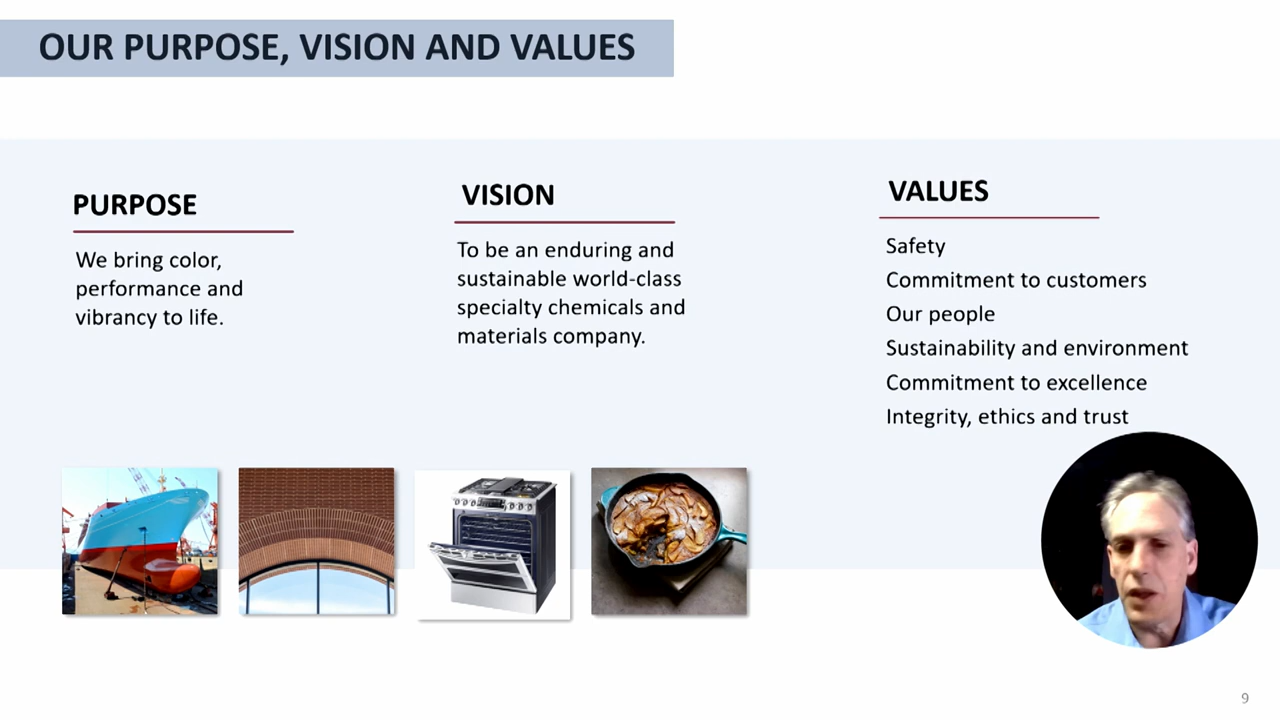 OUR PURPOSE, VISION AND VALUES
PURPOSE
We bring color,
performance and
vibrancy to life.
VISION
To be an enduring and
sustainable world-class
specialty chemicals and
materials company.
VALUES
Safety
Commitment to customers
Our people
Sustainability and environment
Commitment to excellence
Integrity, ethics and trust
9